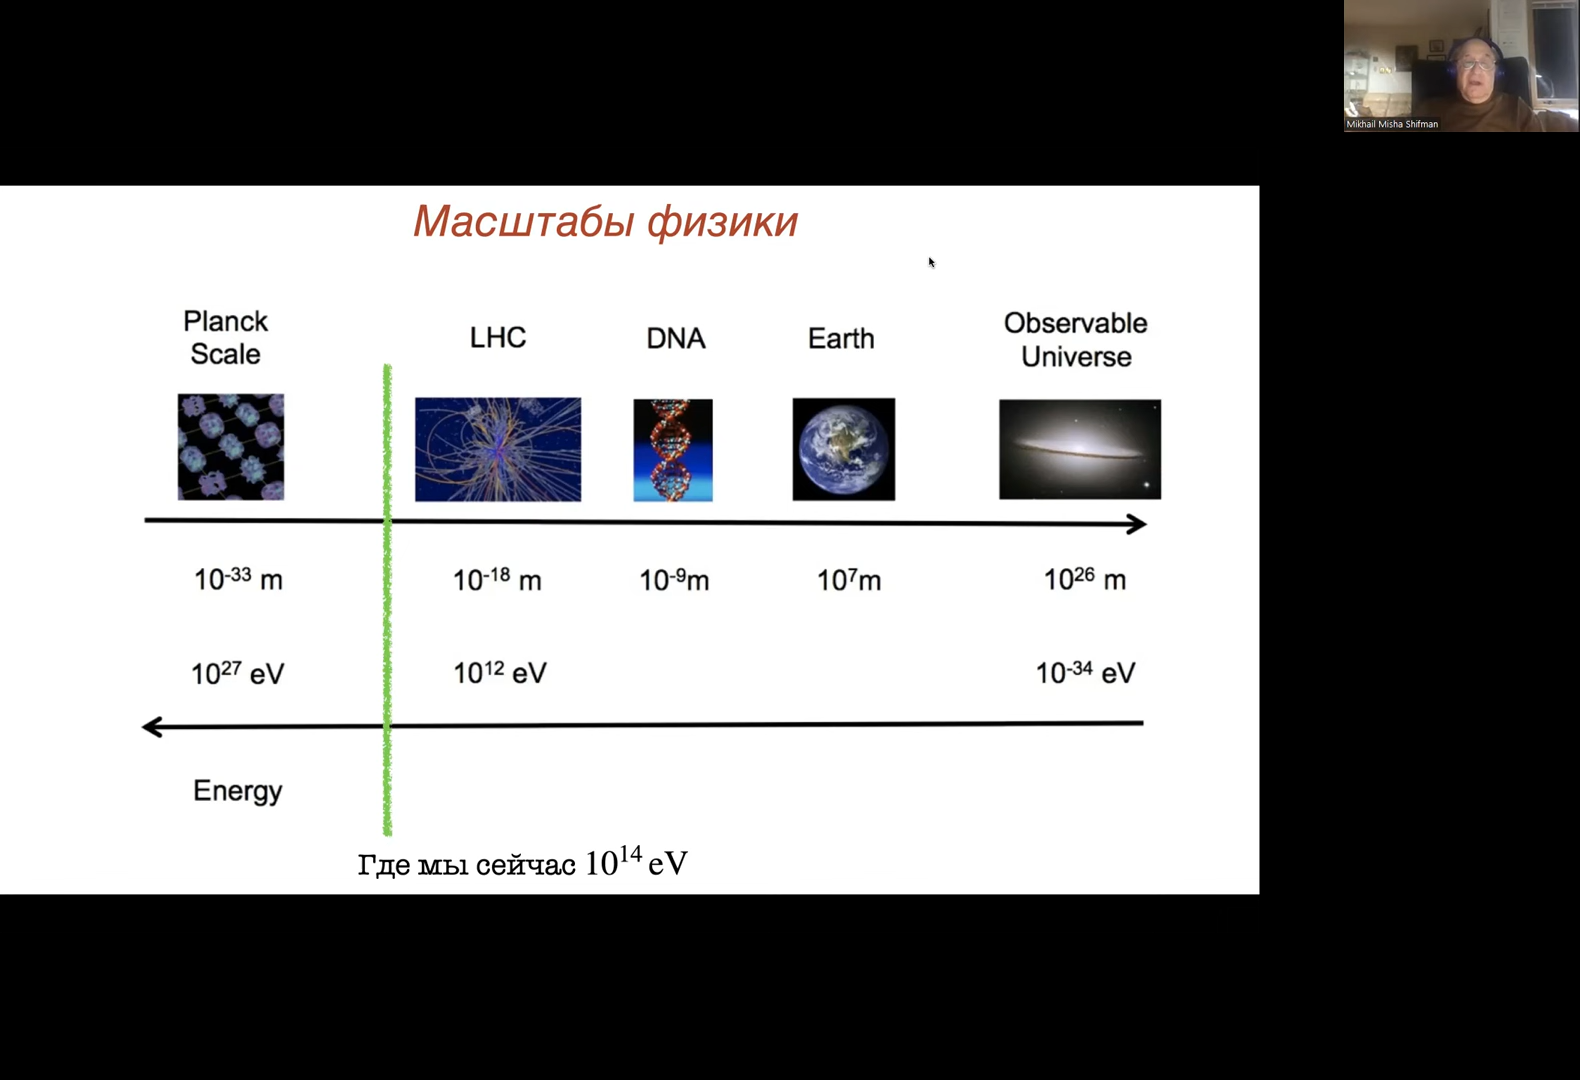 Mikhail Misha Shifman
Масштабы физики
Planck
Scale
LHC
DNA
Earth
Observable
Universe
10⁻³³ m
10⁻¹⁸ m
10⁻⁹m
10⁷m
10²⁶ m
10²⁷ eV
10¹² eV
10⁻³⁴ eV
Energy
Где мы сейчас 10¹⁴ eV